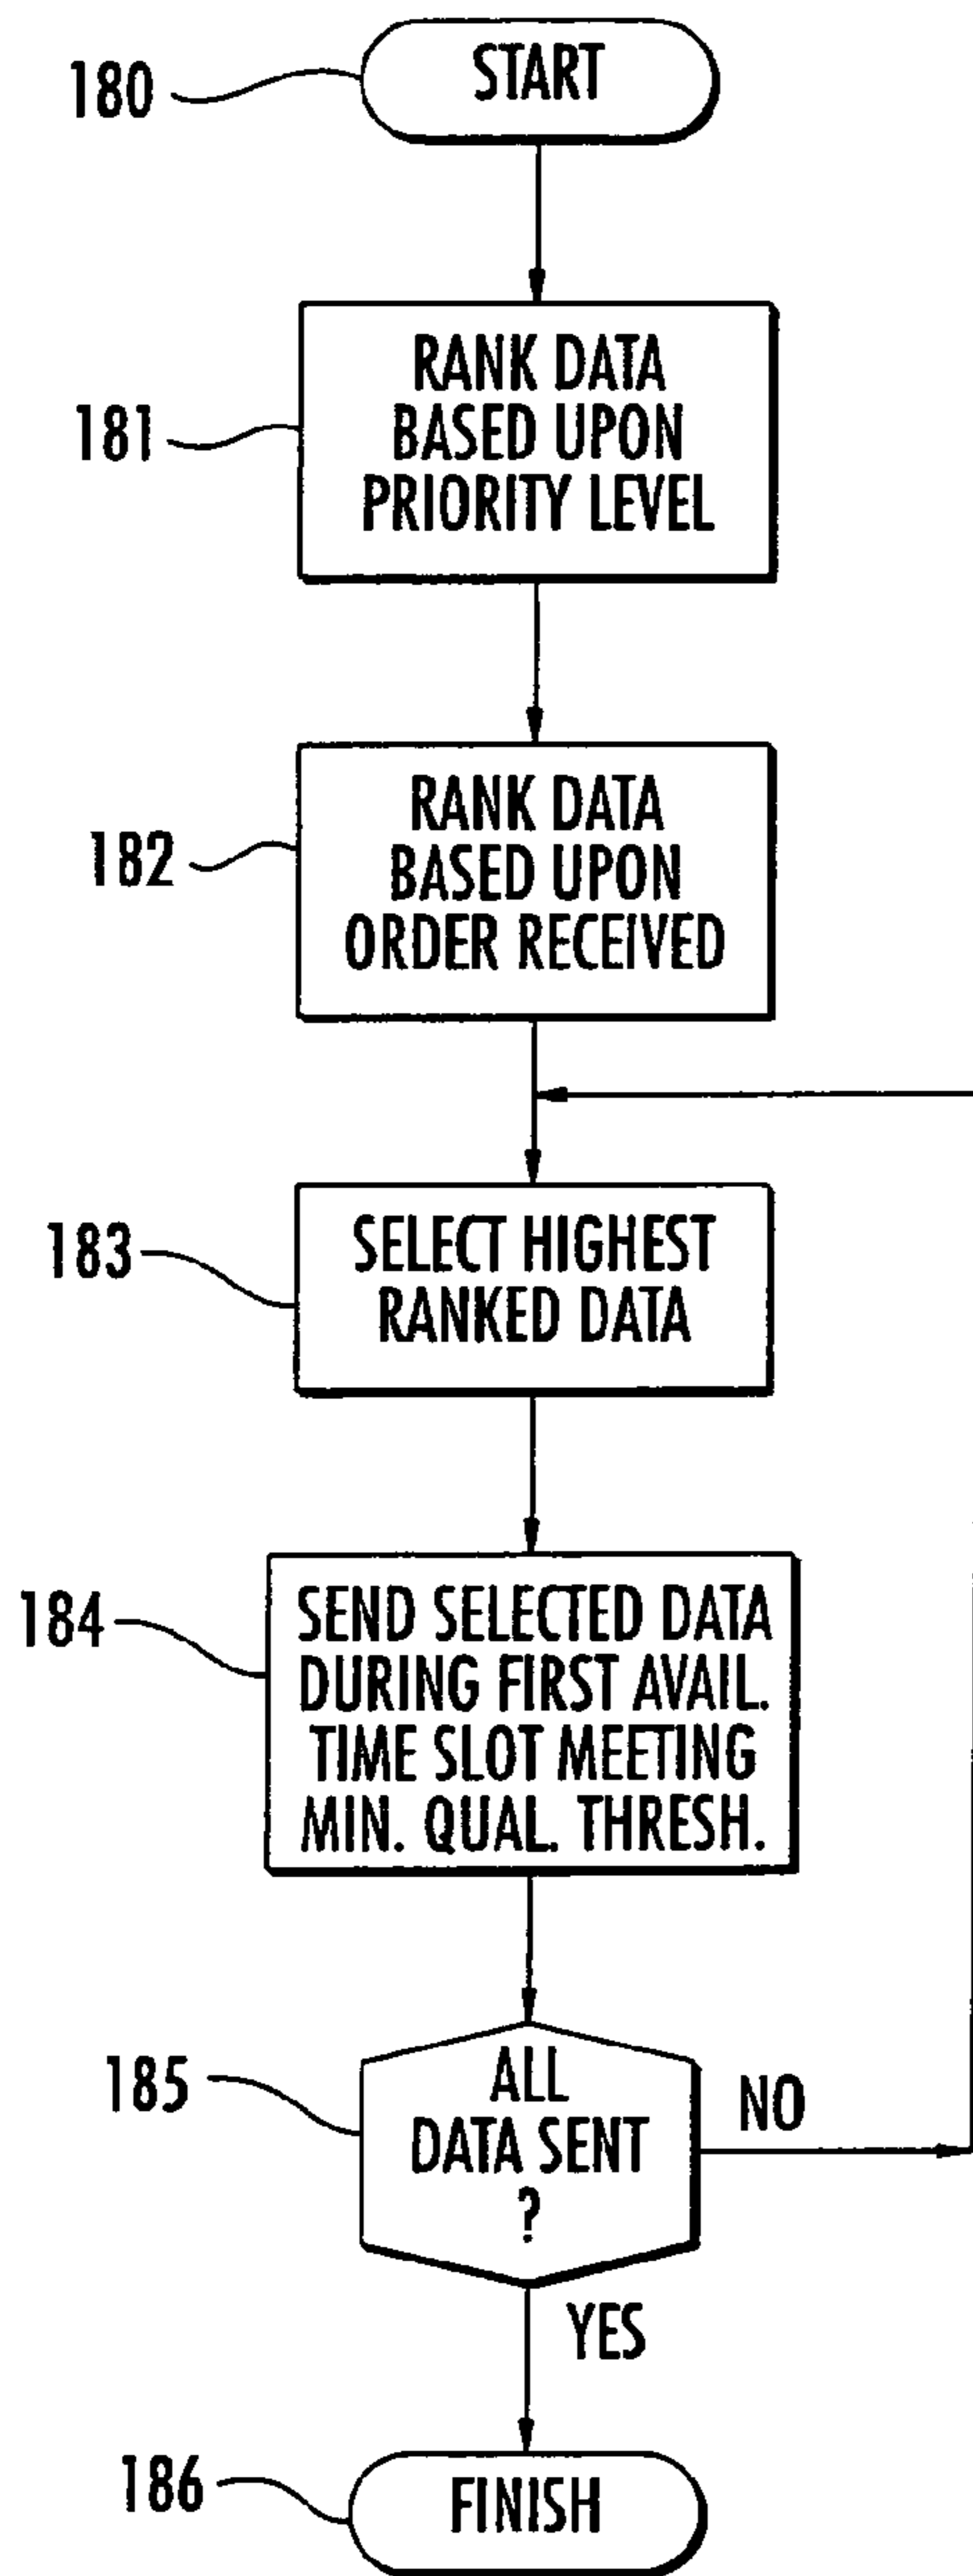 180
START
181
RANK DATA
BASED UPON
PRIORITY LEVEL
182
RANK DATA
BASED UPON
ORDER RECEIVED
183
SELECT HIGHEST
RANKED DATA
184
SEND SELECTED DATA
DURING FIRST AVAIL.
TIME SLOT MEETING
MIN. QUAL. THRESH.
185
ALL
DATA SENT
?
NO
YES
186
FINISH